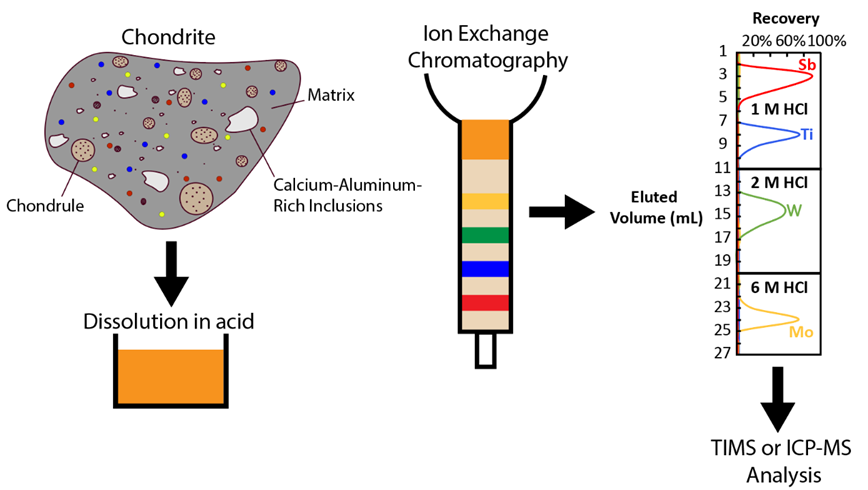 Chondrite
Matrix
Calcium-Aluminum-
Rich Inclusions
Chondrule
Dissolution in acid
Ion Exchange
Chromatography
Eluted
Volume (mL)
Recovery
20% 60% 100%
1
Sb
3
5
1 M HCl
7
Ti
9
11
2 M HCl
13
W
15
17
19
21
6 M HCl
23
Mo
25
27
TIMS or ICP-MS
Analysis